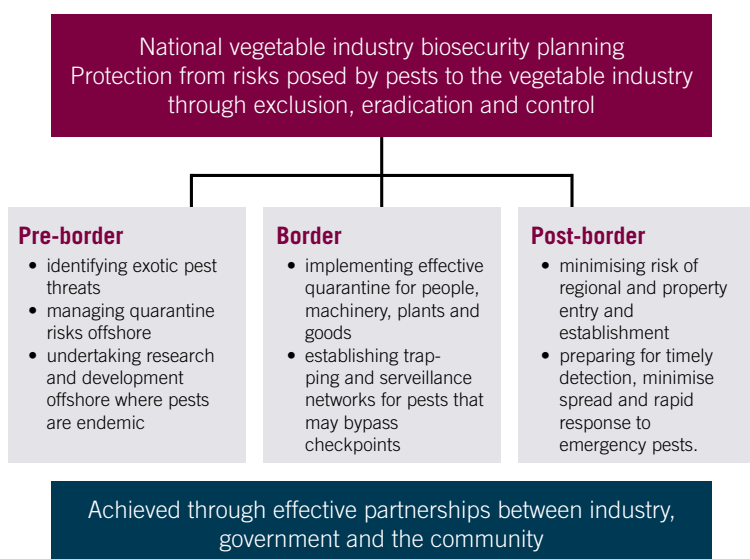 National vegetable industry biosecurity planning
Protection from risks posed by pests to the vegetable industry
through exclusion, eradication and control
Pre-border
• identifying exotic pest
threats
• managing quarantine
risks offshore
• undertaking research
and development
offshore where pests
are endemic
Border
• implementing effective
quarantine for people,
machinery, plants and
goods
• establishing trap-
ping and serveillance
networks for pests that
may bypass
checkpoints
Post-border
• minimising risk of
regional and property
entry and
establishment
• preparing for timely
detection, minimise
spread and rapid
response to
emergency pests.
Achieved through effective partnerships between industry,
government and the community